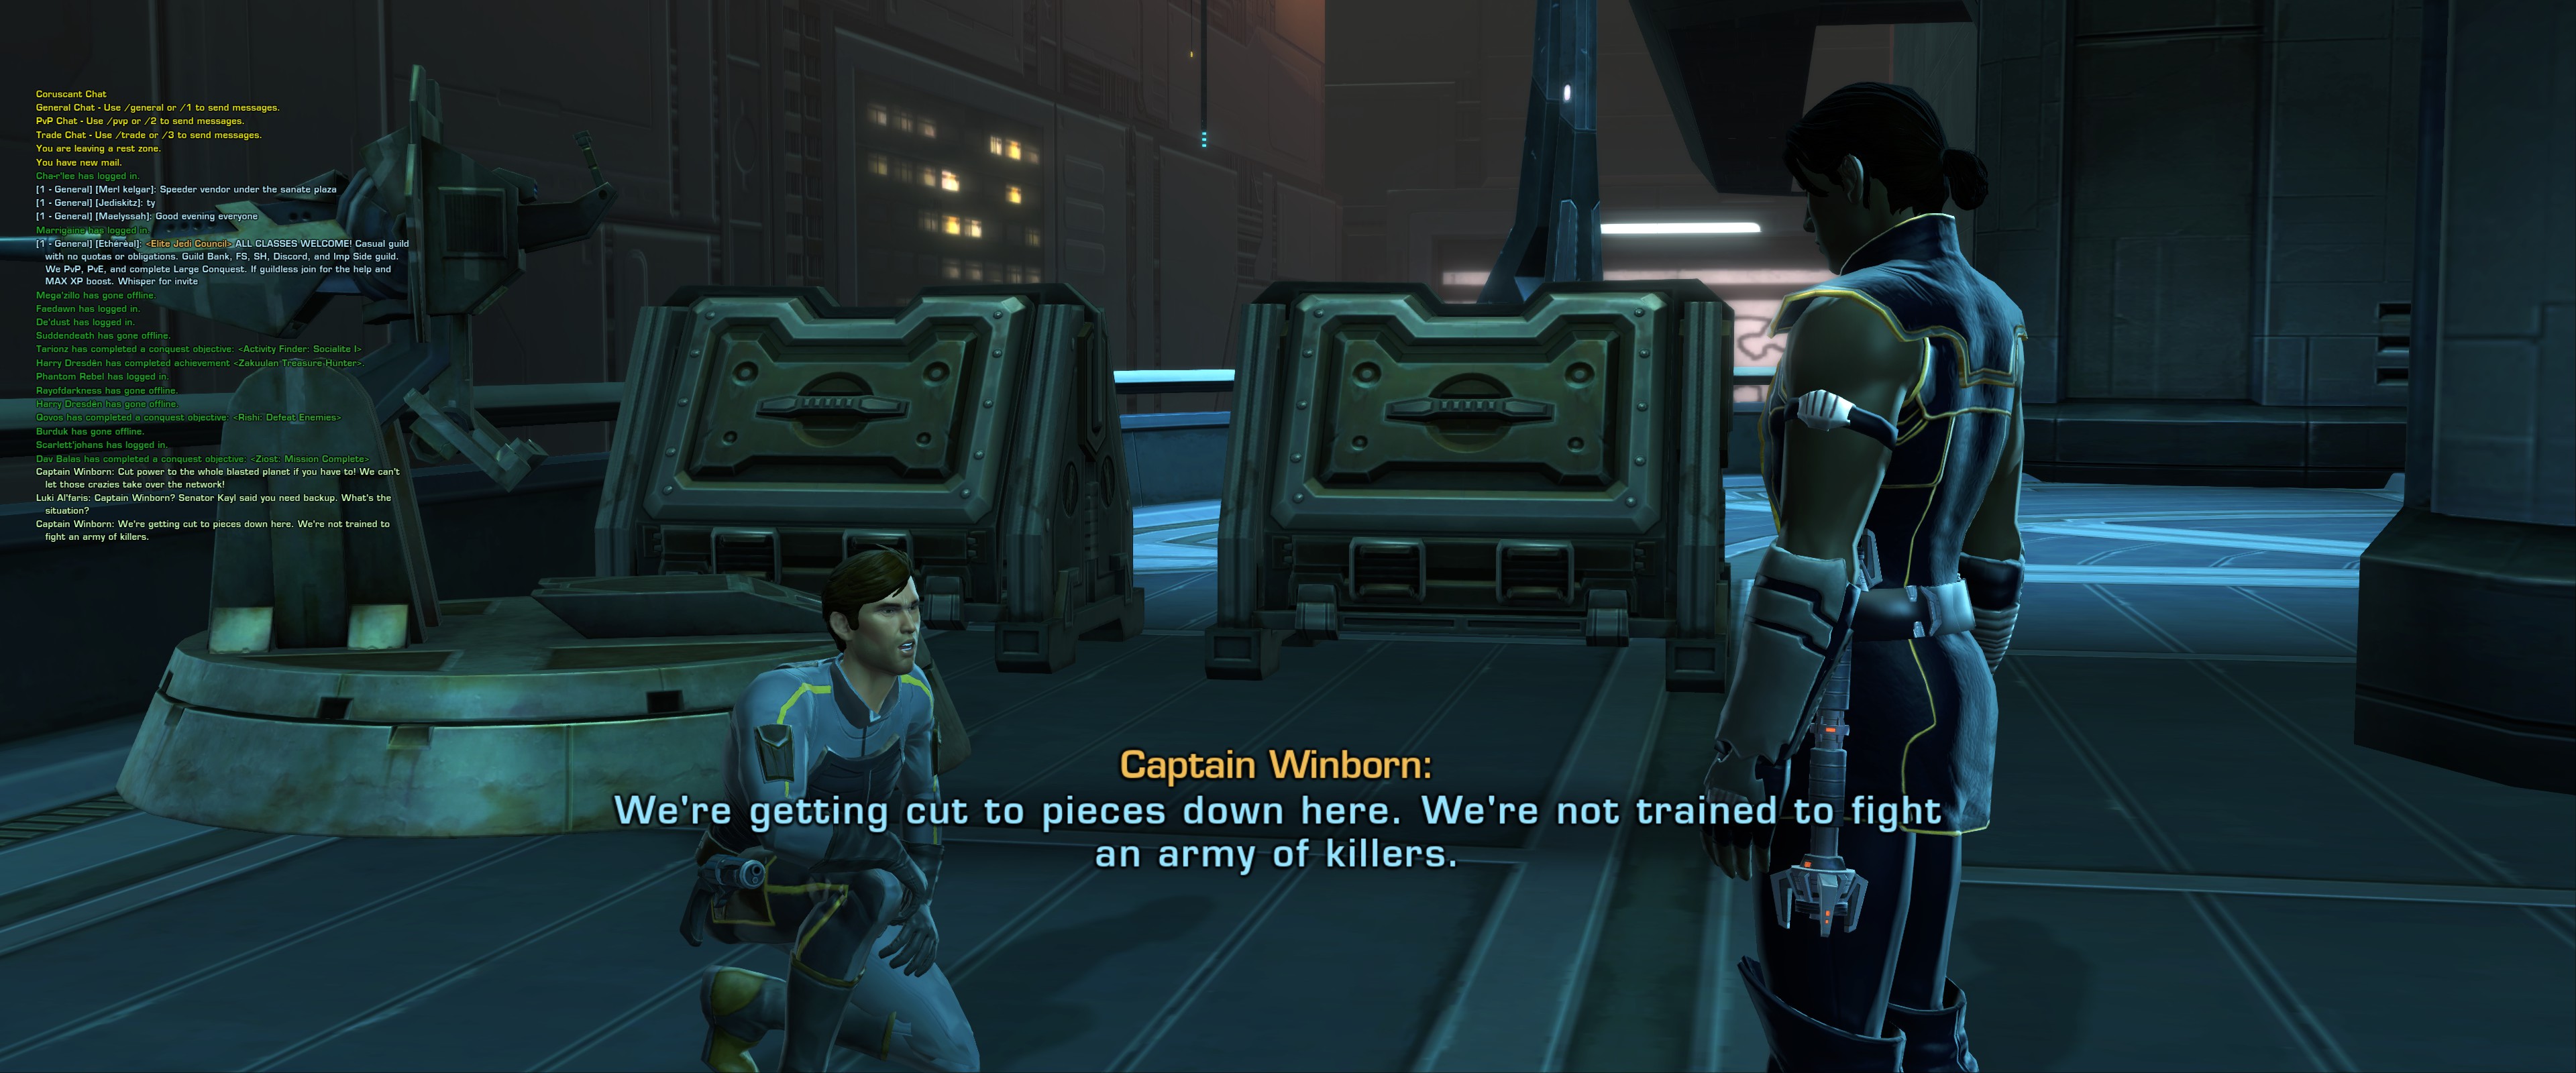 Coruscant Chat
General Chat - Use /general or /1 to send messages.
PvP Chat - Use /pvp or /2 to send messages.
Trade Chat - Use /trade or /3 to send messages.
You are leaving a rest zone.
You have new mail.
Cha-r'lee has logged in.
[1 - General] [Merl kelgar]: Speeder vendor under the sanate plaza
[1 - General] [Jediskitz]: ty
[1 - General] [Maelyssah]: Good evening everyone
Marrigaine has logged in.
[1 - General] [Etheréal]: <Elite Jedi Council> ALL CLASSES WELCOME! Casual guild
with no quotas or obligations. Guild Bank, FS, SH, Discord, and Imp Side guild.
We PvP, PvE, and complete Large Conquest. If guildless join for the help and
MAX XP boost. Whisper for invite
Mega'zillo has gone offline.
Faedawn has logged in.
De'dust has logged in.
Suddendeath has gone offline.
Tarionz has completed a conquest objective: <Activity Finder: Socialite I>
Harry Dresdên has completed achievement <Zakuulan Treasure Hunter>.
Phantom Rebel has logged in.
Rayofdarkness has gone offline.
Harry Dresdên has gone offline.
Qovos has completed a conquest objective: <Rishi: Defeat Enemies>
Burduk has gone offline.
Scarlett'johans has logged in.
Dav Balas has completed a conquest objective: <Ziost: Mission Complete>
Captain Winborn: Cut power to the whole blasted planet if you have to! We can't
let those crazies take over the network!
Luki Al'faris: Captain Winborn? Senator Kayl said you need backup. What's the
situation?
Captain Winborn: We're getting cut to pieces down here. We're not trained to
fight an army of killers.
Captain Winborn:
We're getting cut to pieces down here. We're not trained to fight
an army of killers.